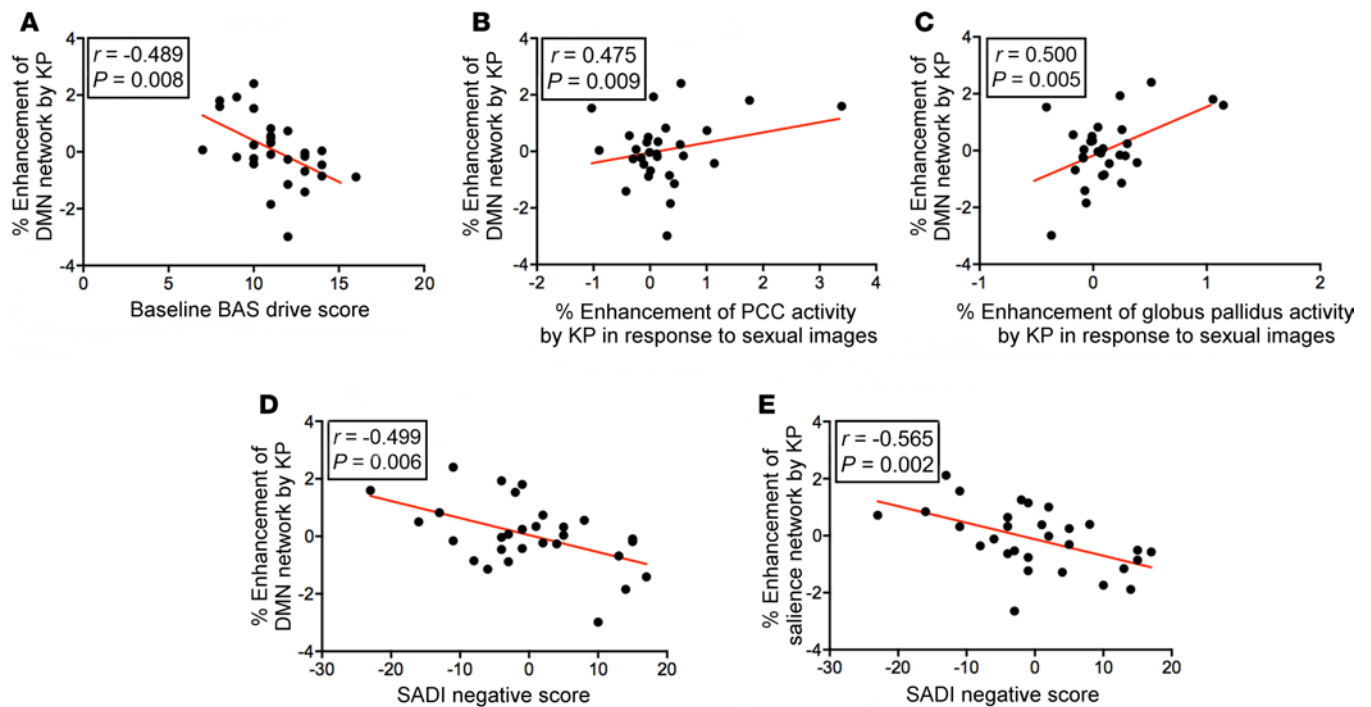 A
r = -0.489
P = 0.008
% Enhancement of
DMN network by KP
4
2
0
-2
-4
0
5
10
15
20
Baseline BAS drive score
B
r = 0.475
P = 0.009
% Enhancement of
DMN network by KP
4
2
0
-2
-4
-2
-1
0
1
2
3
4
% Enhancement of PCC activity
by KP in response to sexual images
C
r = 0.500
P = 0.005
% Enhancement of
DMN network by KP
4
2
0
-2
-4
-1
0
1
2
% Enhancement of globus pallidus activity
by KP in response to sexual images
D
r = -0.499
P = 0.006
% Enhancement of
DMN network by KP
4
2
0
-2
-4
-30
-20
-10
0
10
20
SADI negative score
E
r = -0.565
P = 0.002
% Enhancement of
salience network by KP
4
2
0
-2
-4
-30
-20
-10
0
10
20
SADI negative score